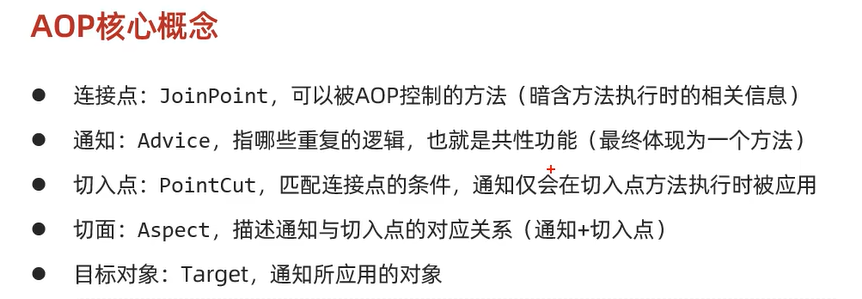 AOP核心概念
● 连接点：JoinPoint，可以被AOP控制的方法（暗含方法执行时的相关信息）
● 通知：Advice，指哪些重复的逻辑，也就是共性功能（最终体现为一个方法）
● 切入点：PointCut，匹配连接点的条件，通知仅会在切入点方法执行时被应用
● 切面：Aspect，描述通知与切入点的对应关系（通知+切入点）
● 目标对象：Target，通知所应用的对象